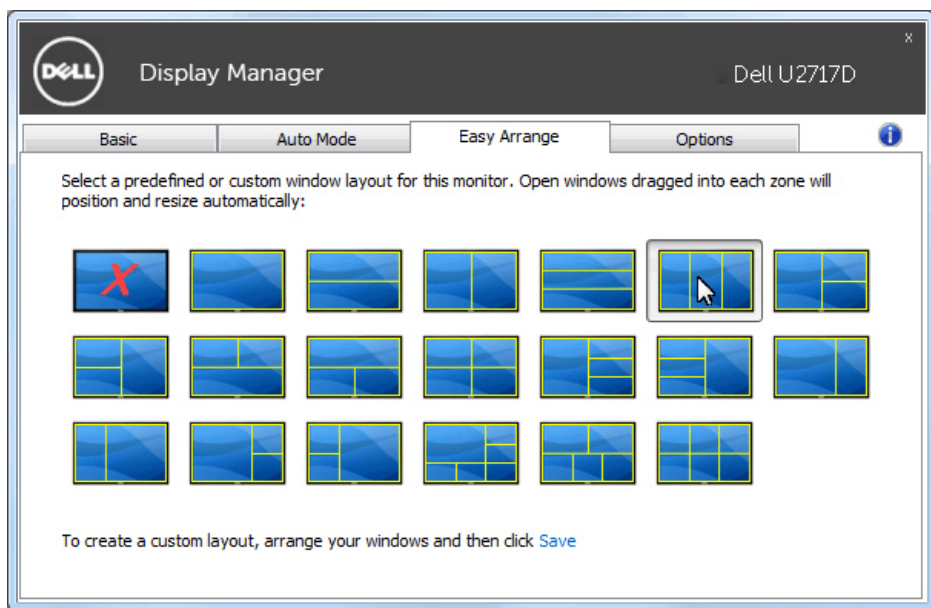 x
DELL
Display Manager
Dell U2717D
Basic
Auto Mode
Easy Arrange
Options
i
Select a predefined or custom window layout for this monitor. Open windows dragged into each zone will
position and resize automatically:
X
To create a custom layout, arrange your windows and then click Save